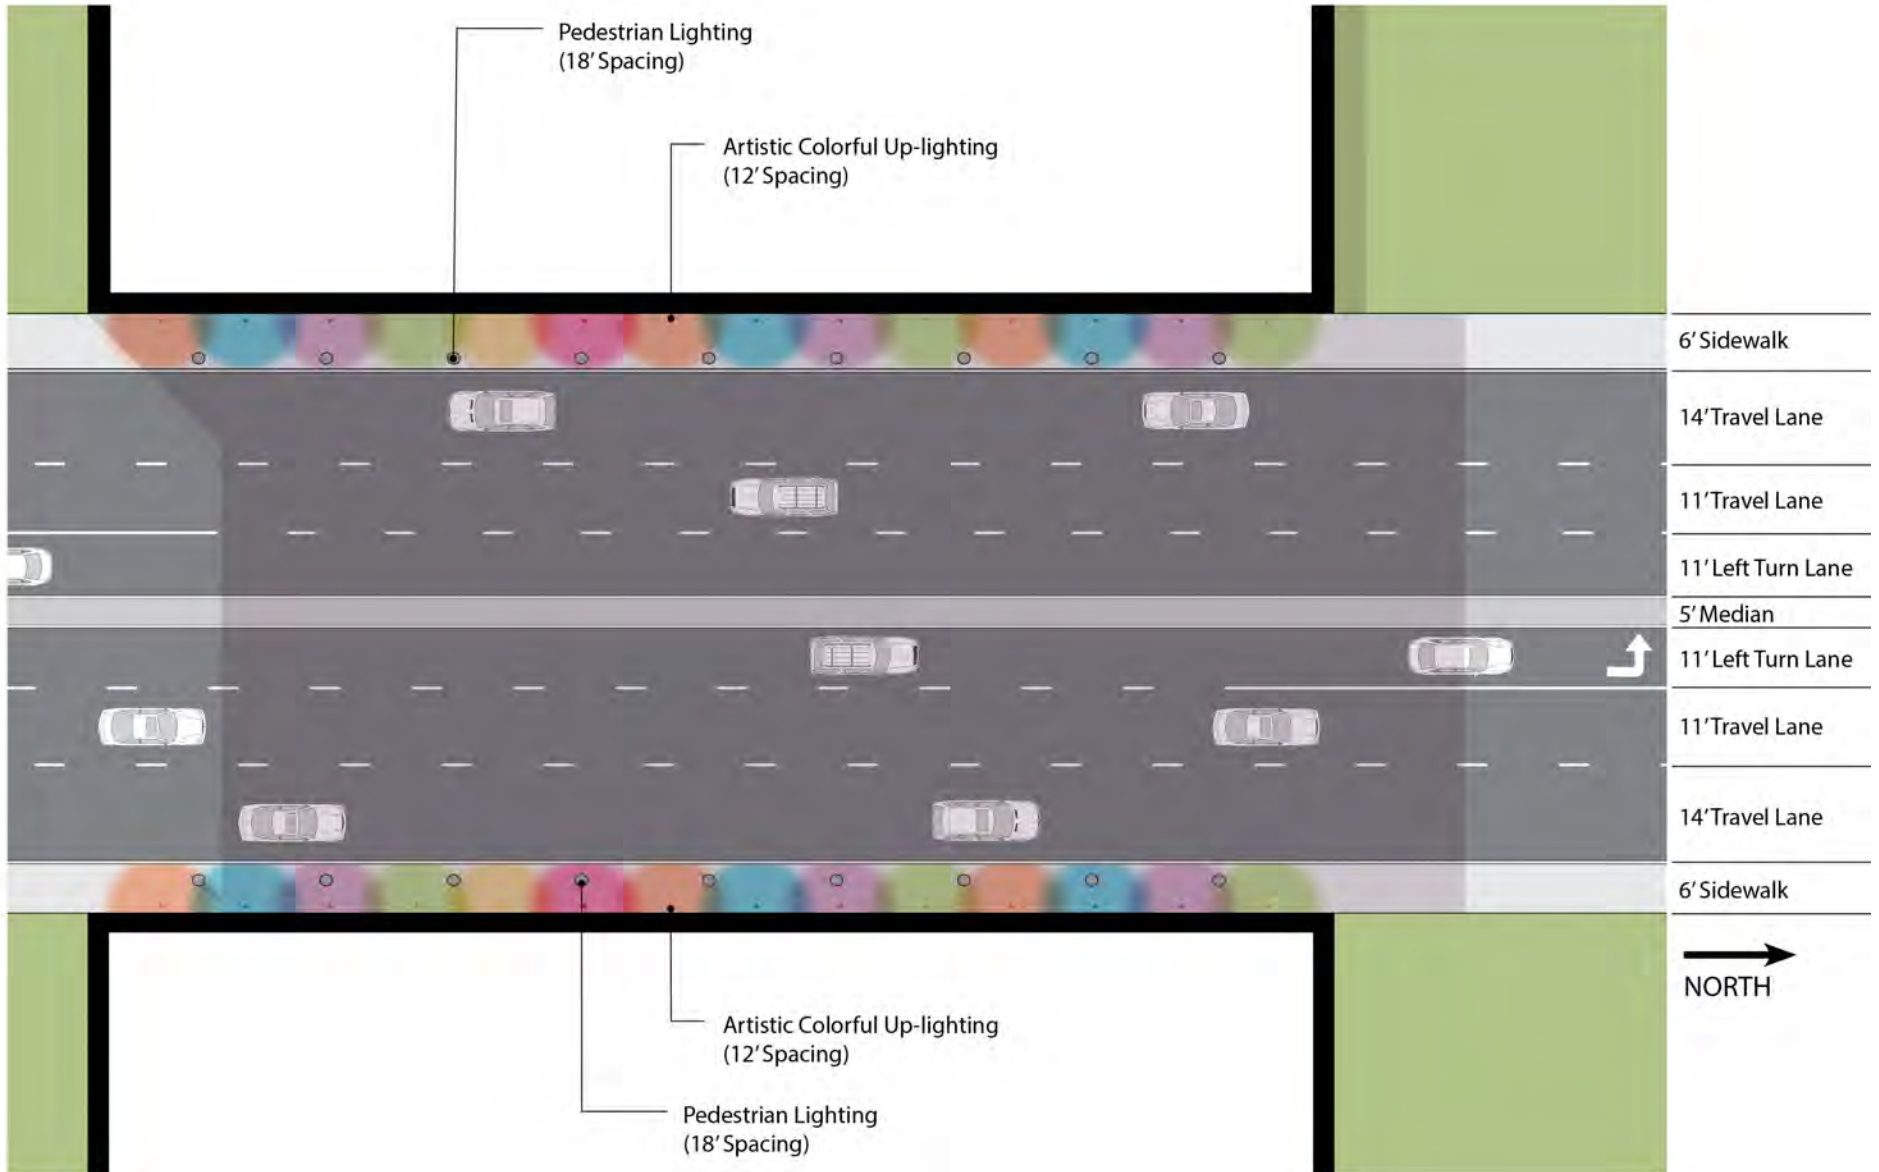 Pedestrian Lighting
(18' Spacing)
Artistic Colorful Up-lighting
(12' Spacing)
6' Sidewalk
14' Travel Lane
11' Travel Lane
11' Left Turn Lane
5' Median
11' Left Turn Lane
11' Travel Lane
14' Travel Lane
6' Sidewalk
NORTH
Artistic Colorful Up-lighting
(12' Spacing)
Pedestrian Lighting
(18' Spacing)